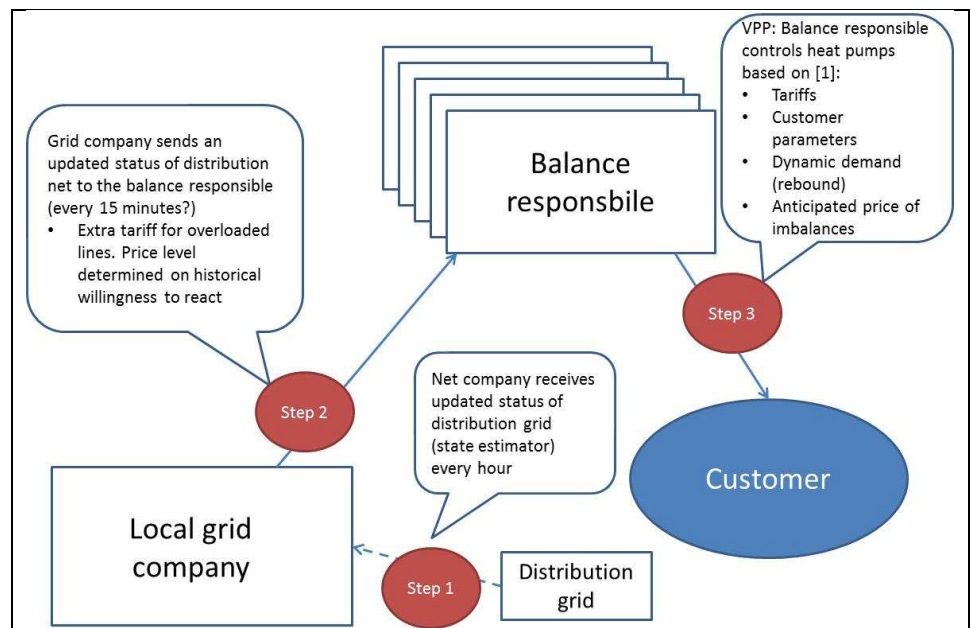 VPP: Balance responsible
controls heat pumps
based on [1]:
• Tariffs
• Customer
parameters
• Dynamic demand
(rebound)
• Anticipated price of
imbalances
Grid company sends an
updated status of distribution
net to the balance responsible
(every 15 minutes?)
• Extra tariff for overloaded
lines. Price level
determined on historical
willingness to react
Balance
responsbile
Step 3
Step 2
Net company receives
updated status of
distribution grid
(state estimator)
every hour
Customer
Local grid
company
Step 1
Distribution
grid